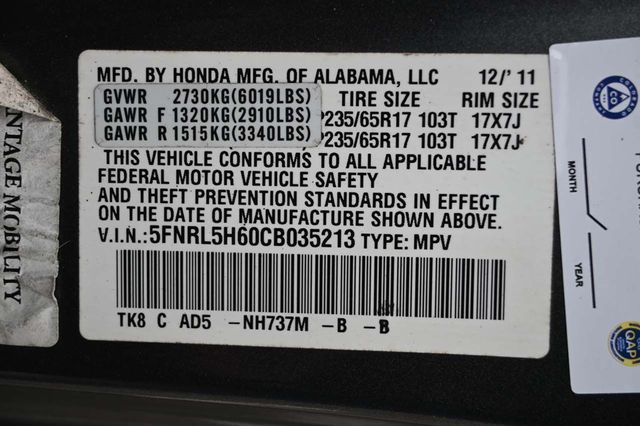 MFD. BY HONDA MFG. OF ALABAMA, LLC 12/'11
GVWR 2730KG(6019LBS) TIRE SIZE RIM SIZE
GAWR F 1320KG(2910LBS) P235/65R17 103T 17X7J
GAWR R 1515KG(3340LBS) P235/65R17 103T 17X7J
THIS VEHICLE CONFORMS TO ALL APPLICABLE
FEDERAL MOTOR VEHICLE SAFETY
AND THEFT PREVENTION STANDARDS IN EFFECT
ON THE DATE OF MANUFACTURE SHOWN ABOVE.
V.I.N.:5FNRL5H60CB035213 TYPE: MPV
TK8 C AD5 -NH737M -B -B
NTAGE MOBILITY
MONTH
YEAR
CO
QAP